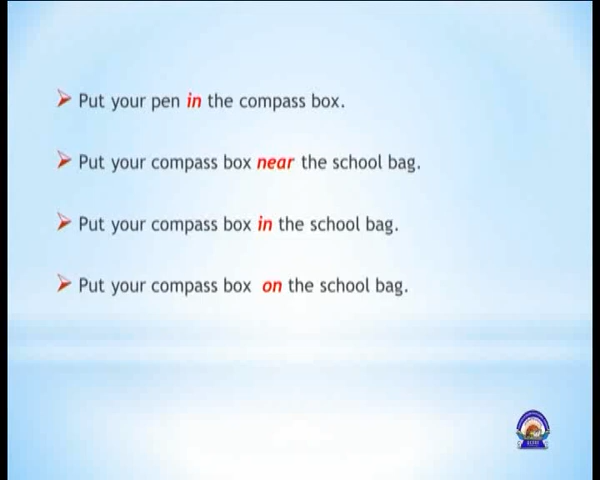 Put your pen in the compass box.
Put your compass box near the school bag.
Put your compass box in the school bag.
Put your compass box on the school bag.